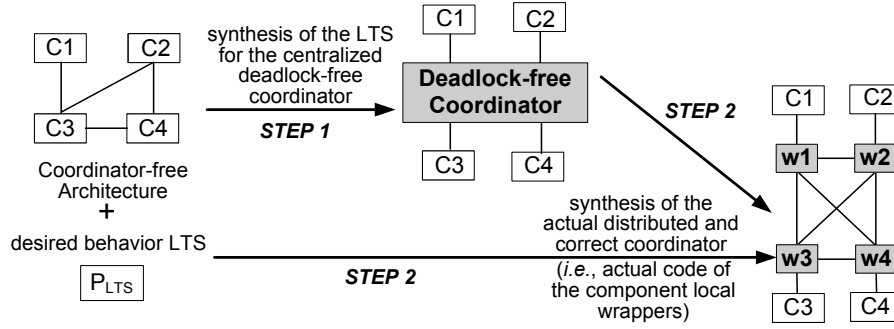 C1
C2
C3
C4
Coordinator-free
Architecture
+
desired behavior LTS
PLTS
synthesis of the LTS
for the centralized
deadlock-free
coordinator
STEP 1
C1
C2
Deadlock-free
Coordinator
C3
C4
STEP 2
STEP 2
synthesis of the
actual distributed and
correct coordinator
(i.e., actual code of
the component local
wrappers)
C1
C2
w1
w2
w3
w4
C3
C4